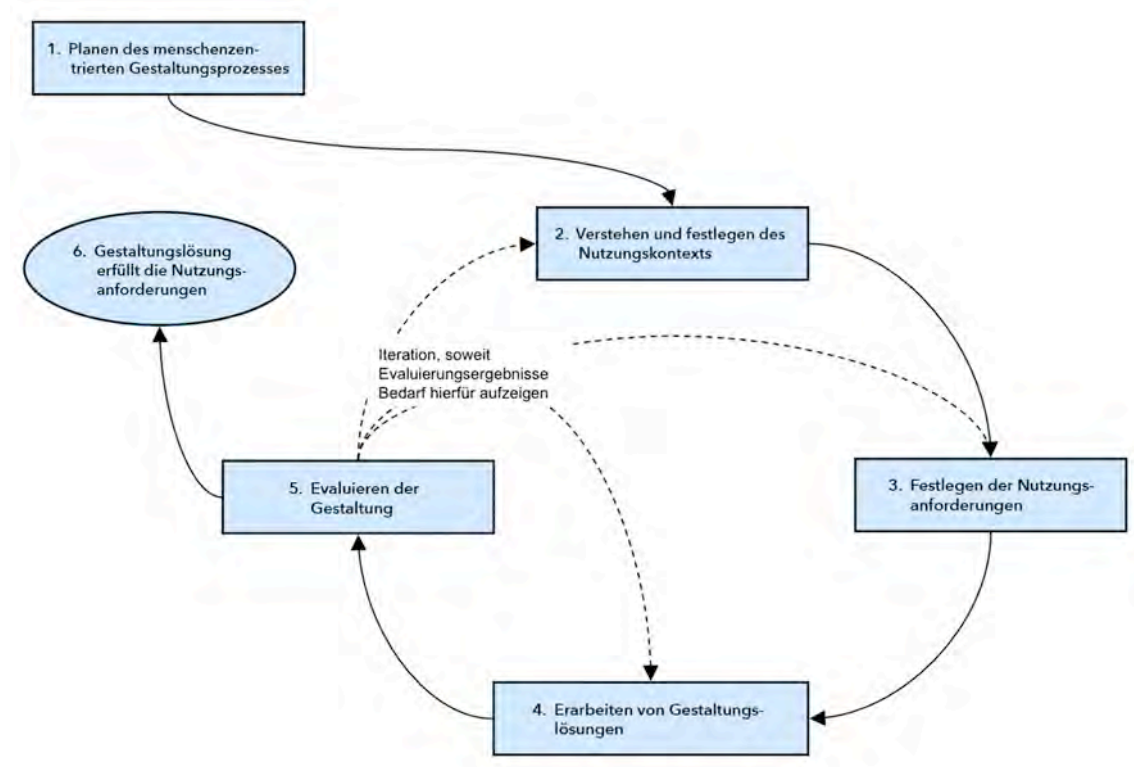 1. Planen des menschenzen-
trierten Gestaltungsprozesses
2. Verstehen und festlegen des
Nutzungskontexts
6. Gestaltungslösung
erfüllt die Nutzungs-
anforderungen
Iteration, soweit
Evaluierungsergebnisse
Bedarf hierfür aufzeigen
3. Festlegen der Nutzungs-
anforderungen
5. Evaluieren der
Gestaltung
4. Erarbeiten von Gestaltungs-
lösungen